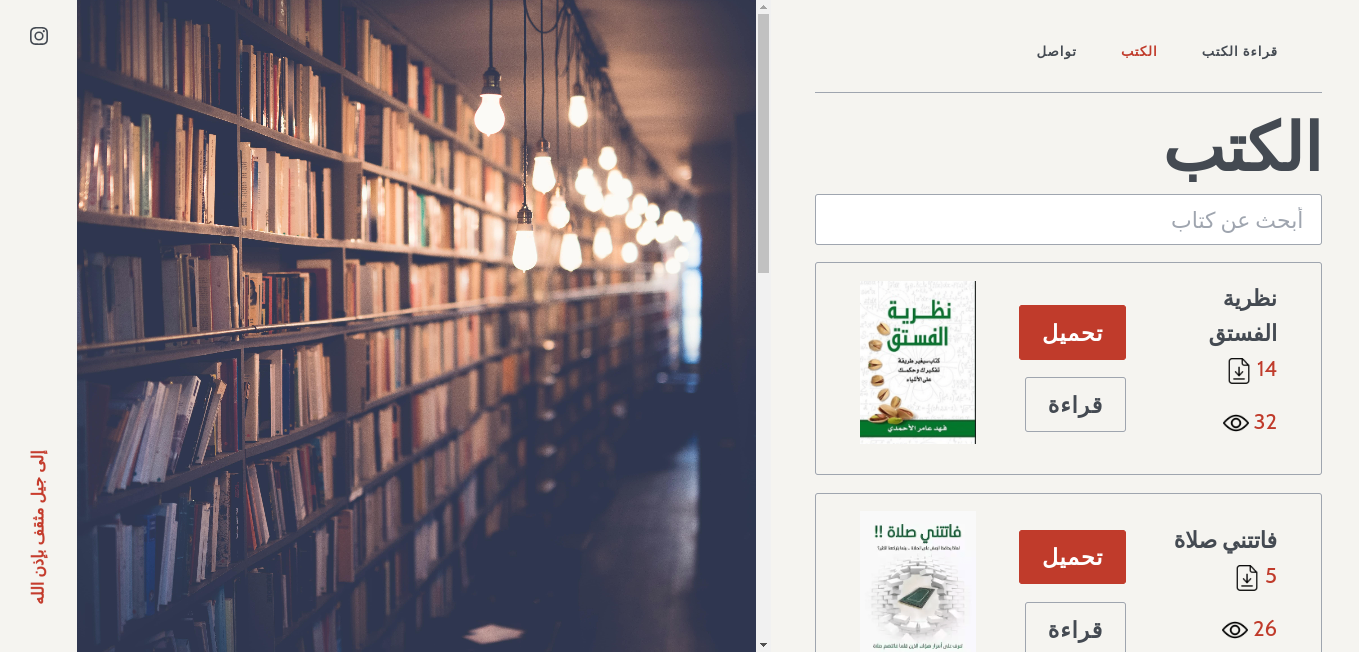 قراءة الكتب
الكتب
تواصل
الكتب
أبحث عن كتاب
نظرية
الفستق
14
32
تحميل
قراءة
نظرية
الفستق
كتاب سيغير طريقة
تفكيرك وحكمك
على الأشياء
فهد عامر الأحمدي
فاتتني صلاة
5
26
تحميل
قراءة
فاتتني صلاة !!
إلى جيل مثقف بإذن الله